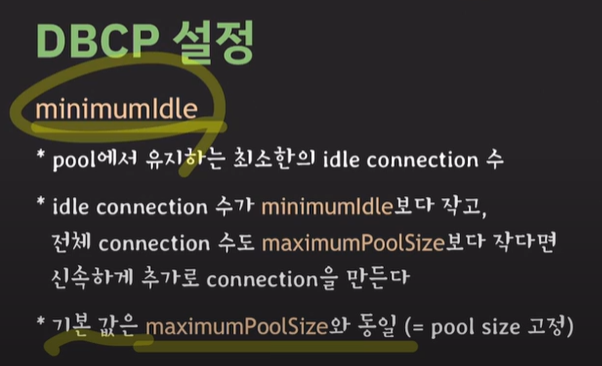 DBCP 설정
minimumIdle
* pool에서 유지하는 최소한의 idle connection 수
* idle connection 수가 minimumIdle보다 작고,
전체 connection 수도 maximumPoolSize보다 작다면
신속하게 추가로 connection을 만든다
* 기본 값은 maximumPoolSize와 동일 (= pool size 고정)